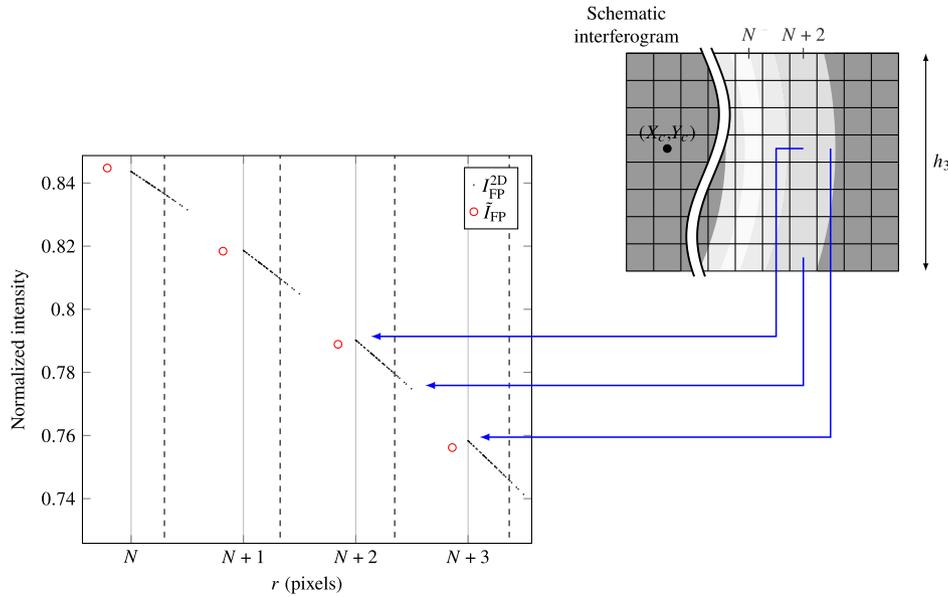 Schematic
interferogram
N N + 2
(X_c,Y_c)
h_3
I_FP^2D
Ĩ_FP
0.84
0.82
0.8
0.78
0.76
0.74
Normalized intensity
N N + 1 N + 2 N + 3
r (pixels)